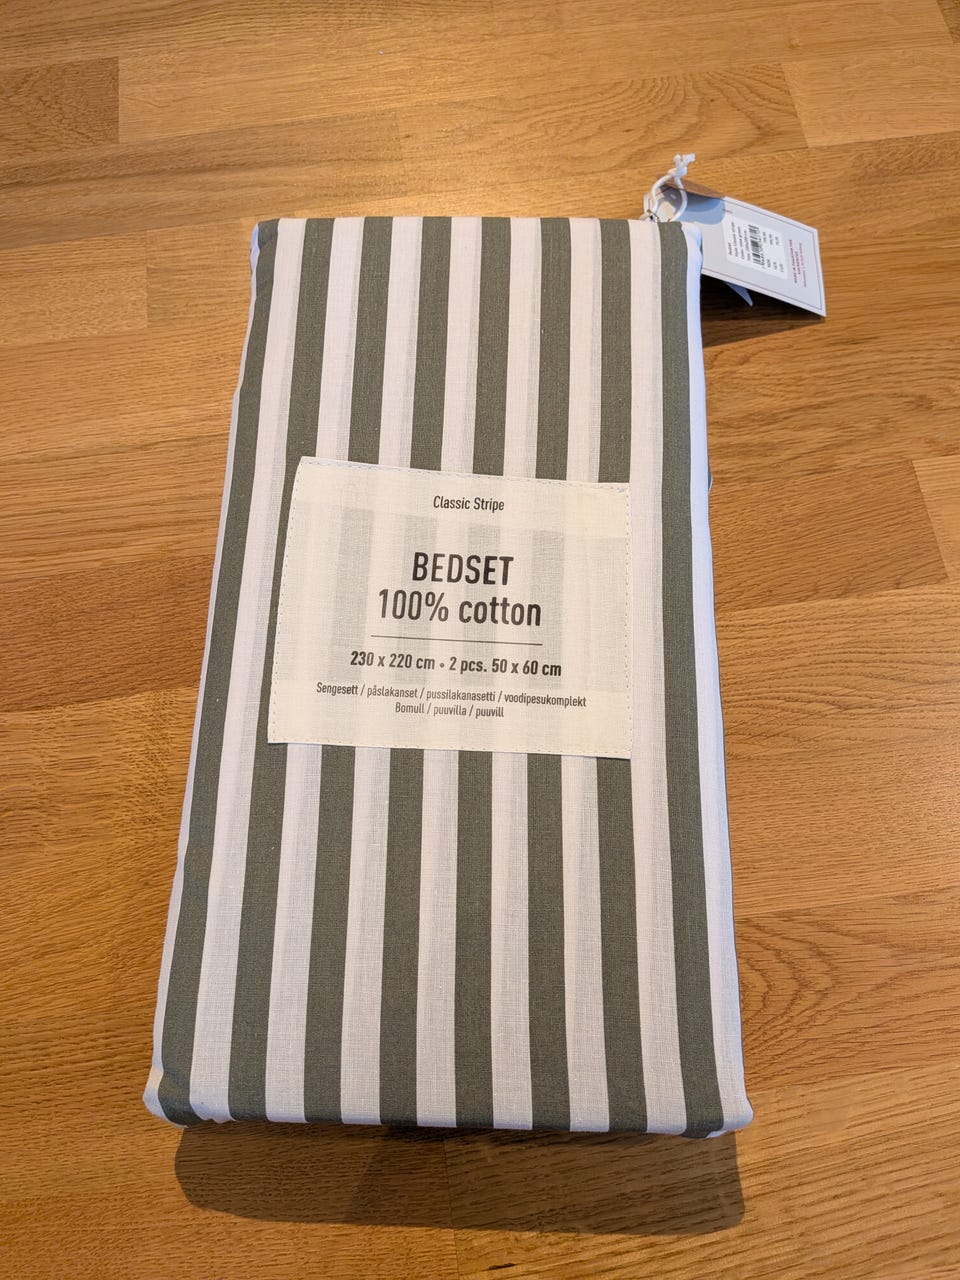 Classic Stripe
BEDSET
100% cotton
230 x 220 cm • 2 pcs. 50 x 60 cm
Sengesett / påslakanset / pussilakanasetti / voodipesukomplekt
Bomull / puuvilla / puuvill